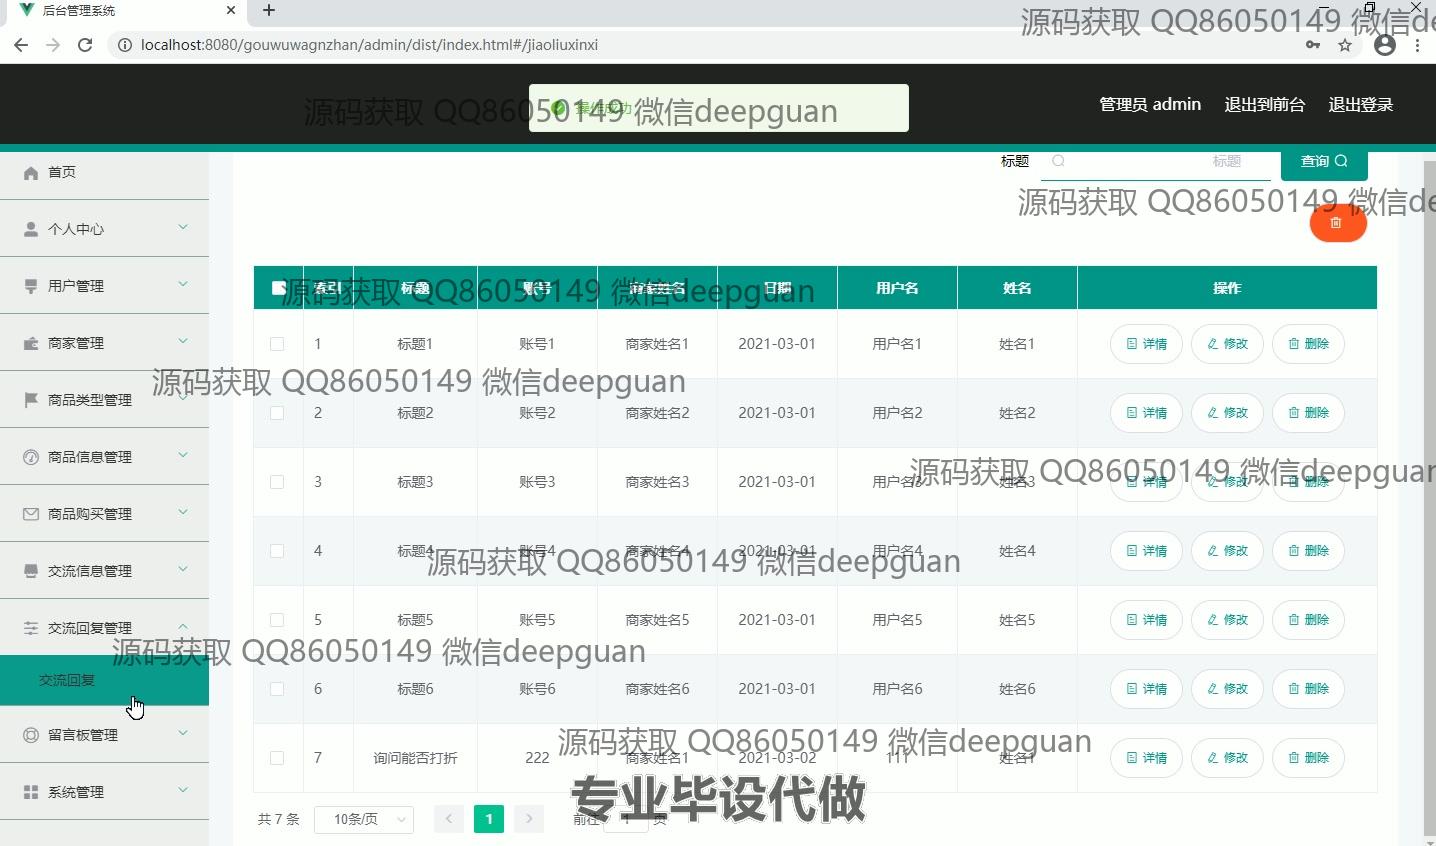 后台管理系统
localhost:8080/gouwuwagnzhan/admin/dist/index.html#/jiaoliuxinxi
源码获取 QQ86050149 微信de
源码获取 QQ86050149 微信deepguan
操作成功
管理员 admin 退出到前台 退出登录
首页
标题 标题 查询
源码获取 QQ86050149 微信de
个人中心
用户管理
索引 标题 账号 商家姓名 日期 用户名 姓名 操作
源码获取 QQ86050149 微信deepguan
商家管理
1 标题1 账号1 商家姓名1 2021-03-01 用户名1 姓名1 详情 修改 删除
源码获取 QQ86050149 微信deepguan
商品类型管理
2 标题2 账号2 商家姓名2 2021-03-01 用户名2 姓名2 详情 修改 删除
商品信息管理
源码获取 QQ86050149 微信deepguan
3 标题3 账号3 商家姓名3 2021-03-01 用户名3 姓名3 详情 修改 删除
商品购买管理
4 标题4 账号4 商家姓名4 2021-03-01 用户名4 姓名4 详情 修改 删除
源码获取 QQ86050149 微信deepguan
交流信息管理
5 标题5 账号5 商家姓名5 2021-03-01 用户名5 姓名5 详情 修改 删除
交流回复管理
源码获取 QQ86050149 微信deepguan
交流回复
6 标题6 账号6 商家姓名6 2021-03-01 用户名6 姓名6 详情 修改 删除
留言板管理
源码获取 QQ86050149 微信deepguan
7 询问能否打折 222 商家姓名1 2021-03-02 111 姓名1 详情 修改 删除
系统管理
专业毕设代做
共 7 条 10条/页 1 前往 1 页